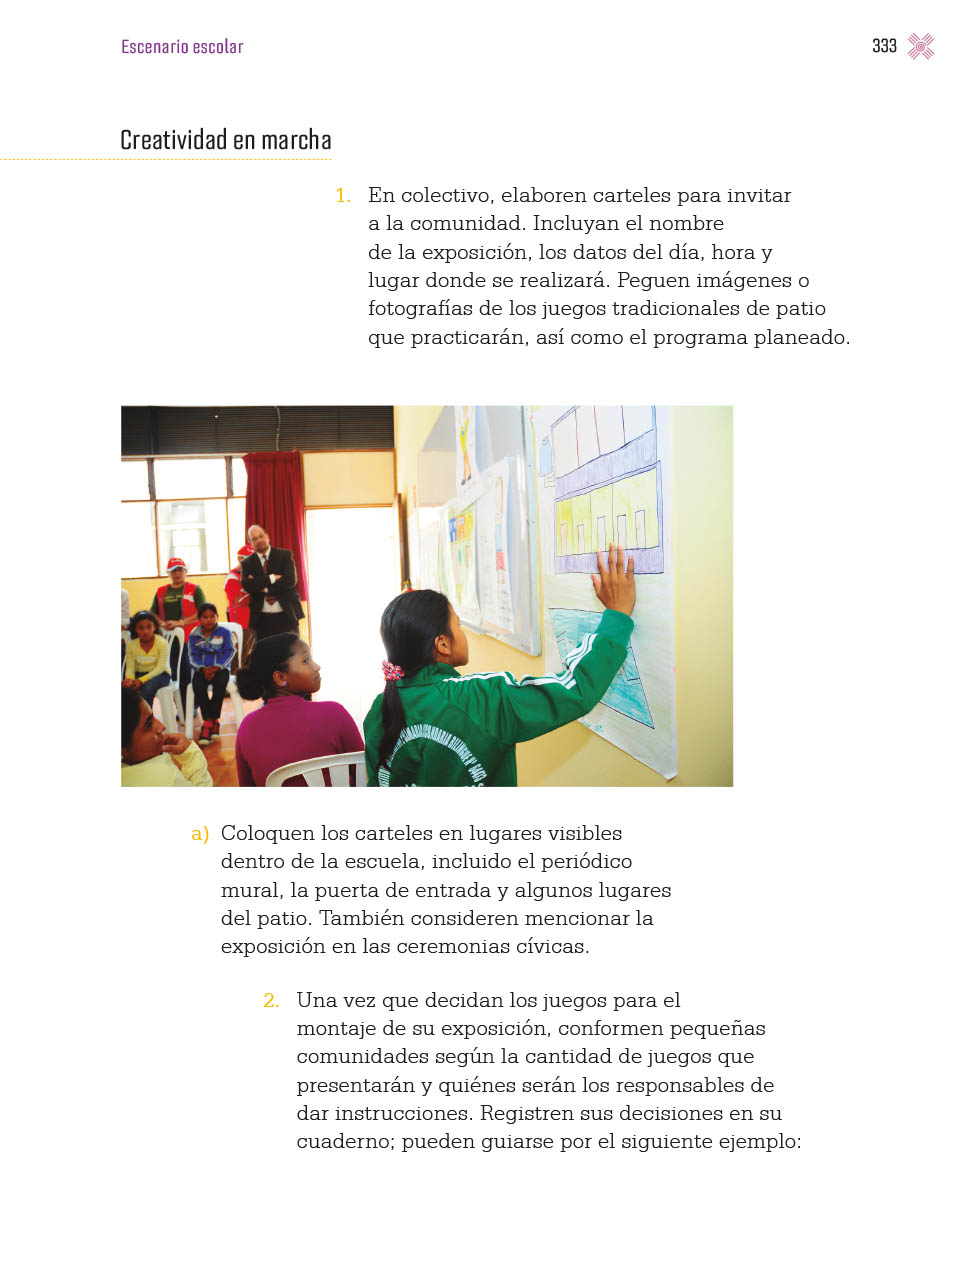 Escenario escolar
333
Creatividad en marcha
1. En colectivo, elaboren carteles para invitar
a la comunidad. Incluyan el nombre
de la exposición, los datos del día, hora y
lugar donde se realizará. Peguen imágenes o
fotografías de los juegos tradicionales de patio
que practicarán, así como el programa planeado.
a) Coloquen los carteles en lugares visibles
dentro de la escuela, incluido el periódico
mural, la puerta de entrada y algunos lugares
del patio. También consideren mencionar la
exposición en las ceremonias cívicas.
2. Una vez que decidan los juegos para el
montaje de su exposición, conformen pequeñas
comunidades según la cantidad de juegos que
presentarán y quiénes serán los responsables de
dar instrucciones. Registren sus decisiones en su
cuaderno; pueden guiarse por el siguiente ejemplo: